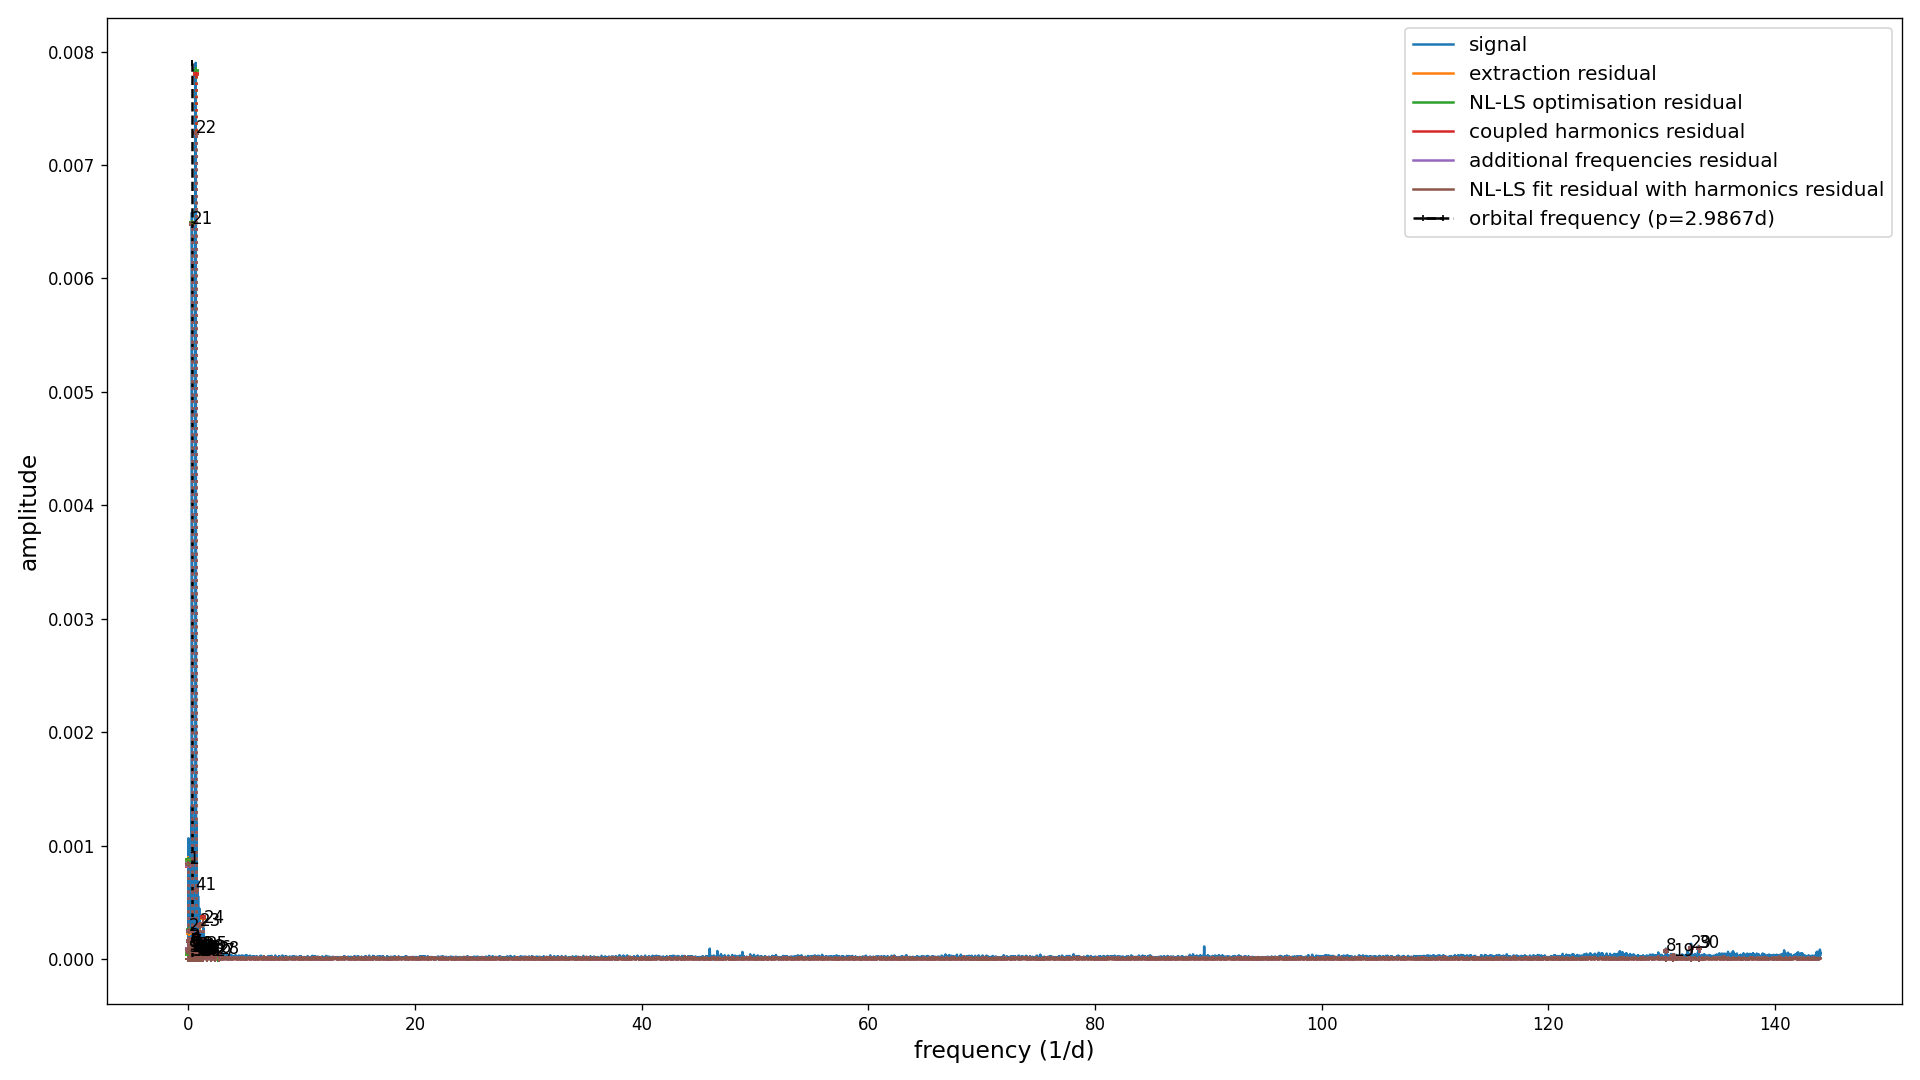 signal
extraction residual
NL-LS optimisation residual
coupled harmonics residual
additional frequencies residual
NL-LS fit residual with harmonics residual
orbital frequency (p=2.9867d)
0.008
0.007
0.006
0.005
0.004
0.003
0.002
0.001
0.000
amplitude
22
21
1
41
24
8
19
30
0
20
40
60
80
100
120
140
frequency (1/d)